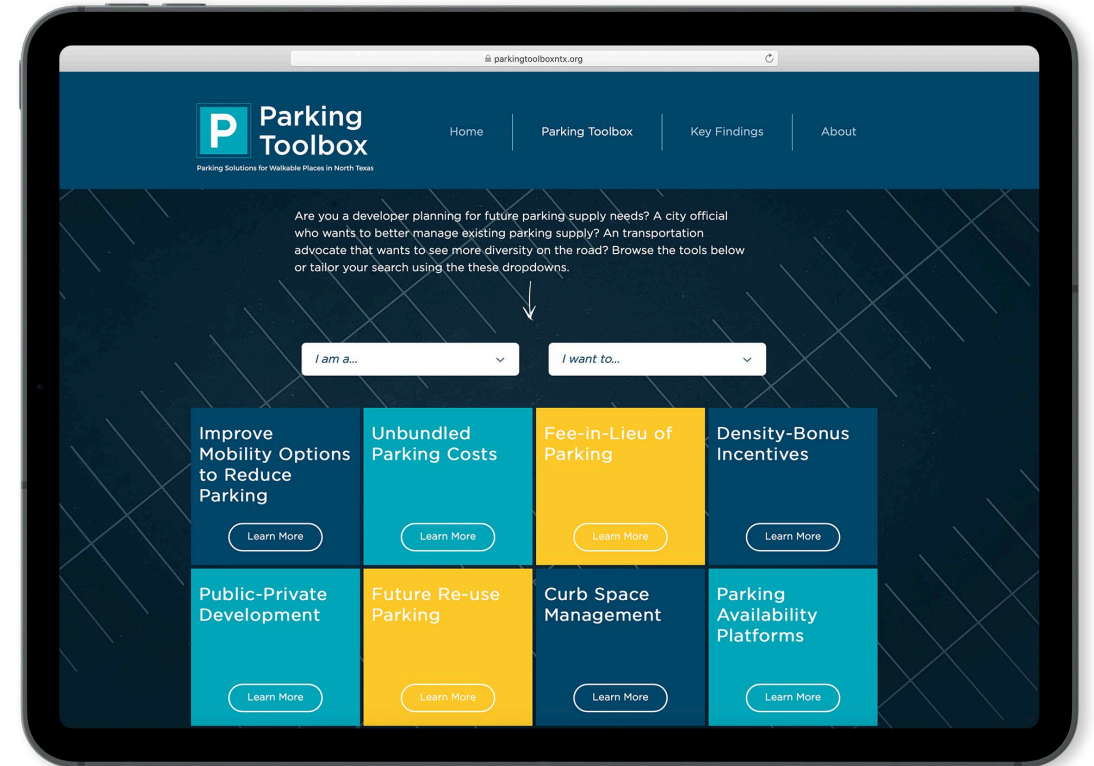 parkingtoolboxntx.org
P
Parking
Toolbox
Parking Solutions for Walkable Places in North Texas
Home
Parking Toolbox
Key Findings
About
Are you a developer planning for future parking supply needs? A city official
who wants to better manage existing parking supply? An transportation
advocate that wants to see more diversity on the road? Browse the tools below
or tailor your search using the these dropdowns.
I am a...
I want to...
Improve
Mobility Options
to Reduce
Parking
Learn More
Unbundled
Parking Costs
Learn More
Fee-in-Lieu of
Parking
Learn More
Density-Bonus
Incentives
Learn More
Public-Private
Development
Learn More
Future Re-use
Parking
Learn More
Curb Space
Management
Learn More
Parking
Availability
Platforms
Learn More